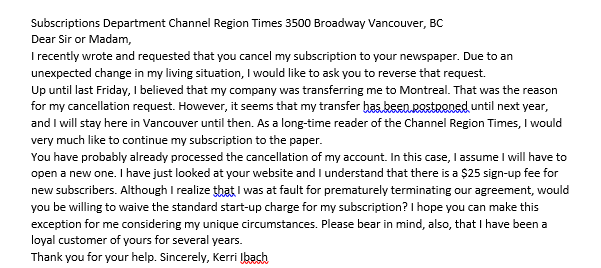 Subscriptions Department Channel Region Times 3500 Broadway Vancouver, BC
Dear Sir or Madam,
I recently wrote and requested that you cancel my subscription to your newspaper. Due to an
unexpected change in my living situation, I would like to ask you to reverse that request.
Up until last Friday, I believed that my company was transferring me to Montreal. That was the reason
for my cancellation request. However, it seems that my transfer has been postponed until next year,
and I will stay here in Vancouver until then. As a long-time reader of the Channel Region Times, I would
very much like to continue my subscription to the paper.
You have probably already processed the cancellation of my account. In this case, I assume I will have to
open a new one. I have just looked at your website and I understand that there is a $25 sign-up fee for
new subscribers. Although I realize that I was at fault for prematurely terminating our agreement, would
you be willing to waive the standard start-up charge for my subscription? I hope you can make this
exception for me considering my unique circumstances. Please bear in mind, also, that I have been a
loyal customer of yours for several years.
Thank you for your help. Sincerely, Kerri Ibach